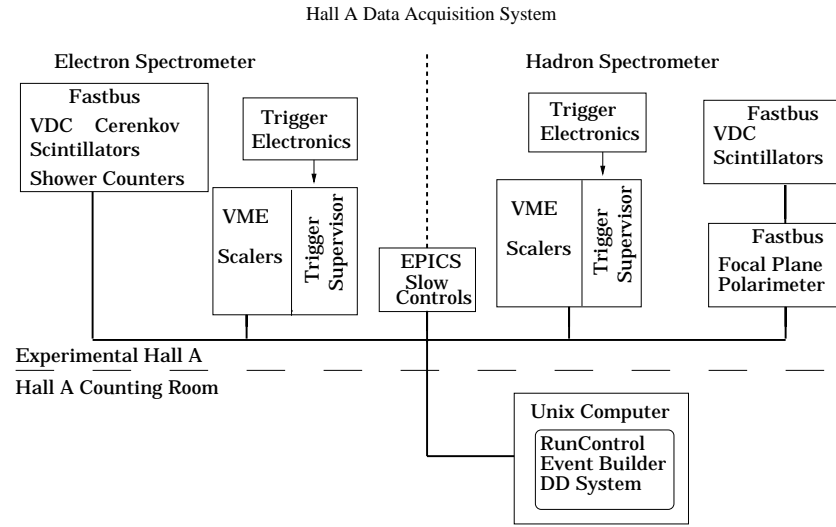 Hall A Data Acquisition System
Electron Spectrometer
Hadron Spectrometer
Fastbus
VDC Cerenkov
Scintillators
Shower Counters
Trigger
Electronics
VME
Scalers
Trigger
Supervisor
EPICS
Slow
Controls
Trigger
Electronics
VME
Scalers
Trigger
Supervisor
Fastbus
VDC
Scintillators
Fastbus
Focal Plane
Polarimeter
Experimental Hall A
Hall A Counting Room
Unix Computer
RunControl
Event Builder
DD System